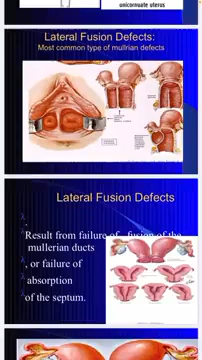 unicornuate uterus
Lateral Fusion Defects:
Most common type of mullrian defects
Lateral Fusion Defects
Result from failure of fusion of the
mullerian ducts
, or failure of
absorption
of the septum.